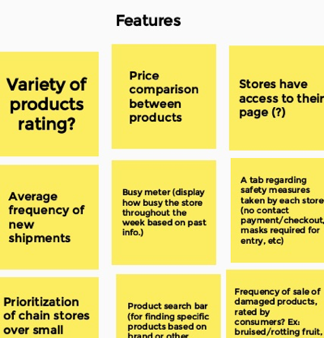 Features
Variety of
products
rating?
Price
comparison
between
products
Stores have
access to their
page (?)
Average
frequency of
new
shipments
Busy meter (display
how busy the store
throughout the
week based on past
info.)
A tab regarding
safety measures
taken by each store
(no contact
payment/checkout,
masks required for
entry, etc)
Prioritization
of chain stores
over small
Product search bar
(for finding specific
products based on
brand or other
Frequency of sale of
damaged products,
rated by
consumers? Ex:
bruised/rotting fruit,